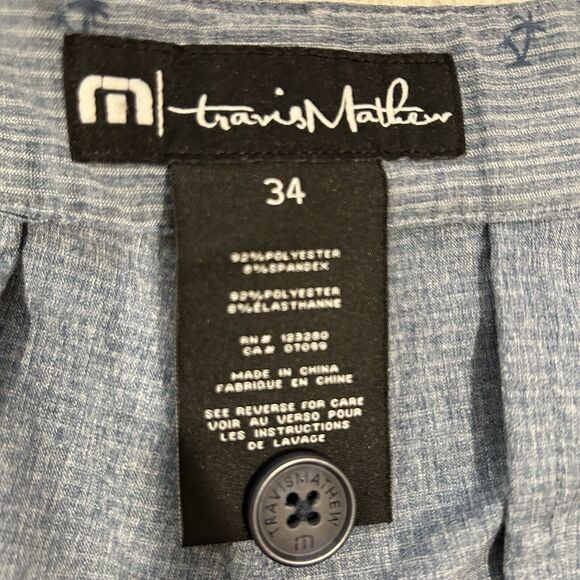 travisMathew
34
92%POLYESTER
8%SPANDEX
92%POLYESTER
8%ÉLASTHANNE
RN# 123280
CA# 07099
MADE IN CHINA
FABRIQUE EN CHINE
SEE REVERSE FOR CARE
VOIR AU VERSO POUR
LES INSTRUCTIONS
DE LAVAGE
TRAVISMATHEW